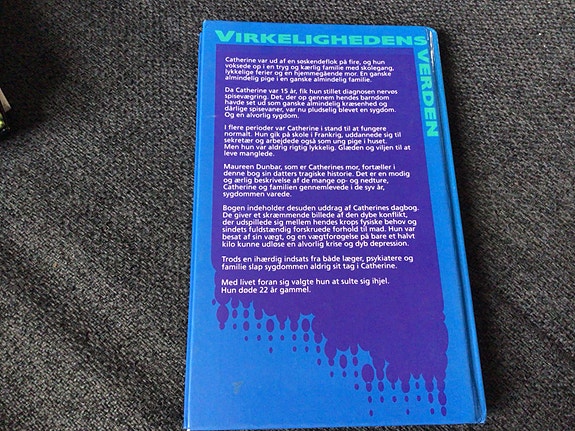 VIRKELIGHEDENS
VERDEN
Catherine var ud af en søskendeflok på fire, og hun
voksede op i en tryg og kærlig familie med skolegang,
lykkelige ferier og en hjemmegående mor. En ganske
almindelig pige i en ganske almindelig familie.
Da Catherine var 15 år, fik hun stillet diagnosen nervøs
spisevægring. Det, der op gennem hendes barndom
havde set ud som ganske almindelig kræsenhed og
dårlige spisevaner, var nu pludselig blevet en sygdom.
Og en alvorlig sygdom.
I flere perioder var Catherine i stand til at fungere
normalt. Hun gik på skole i Frankrig, uddannede sig til
sekretær og arbejdede også som ung pige i huset.
Men hun var aldrig rigtig lykkelig. Glæden og viljen til at
leve manglede.
Maureen Dunbar, som er Catherines mor, fortæller i
denne bog sin datters tragiske historie. Det er en modig
og ærlig beskrivelse af de mange op- og nedture,
Catherine og familien gennemlevede i de syv år,
sygdommen varede.
Bogen indeholder desuden uddrag af Catherines dagbog.
De giver et skræmmende billede af den dybe konflikt,
der udspillede sig mellem hendes krops fysiske behov og
sindets fuldstændig forskruede forhold til mad. Hun var
besat af sin vægt, og en vægtforøgelse på bare et halvt
kilo kunne udløse en alvorlig krise og dyb depression.
Trods en ihærdig indsats fra både læger, psykiatere og
familie slap sygdommen aldrig sit tag i Catherine.
Med livet foran sig valgte hun at sulte sig ihjel.
Hun døde 22 år gammel.